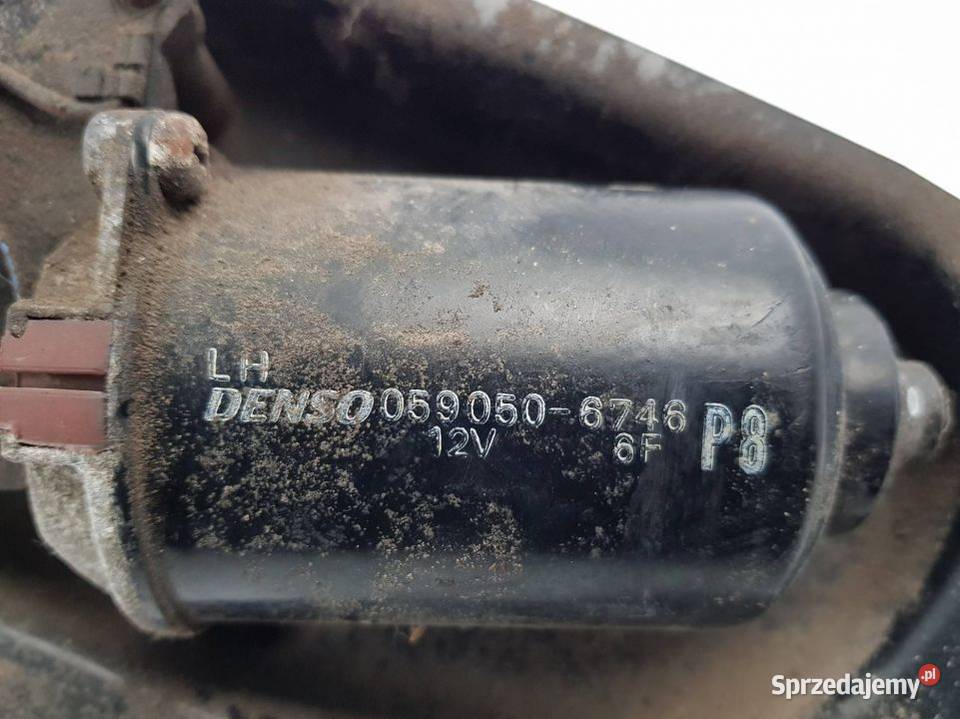 LH
DENSO 059050-6746 P8
12V 6F
Sprzedajemy.pl